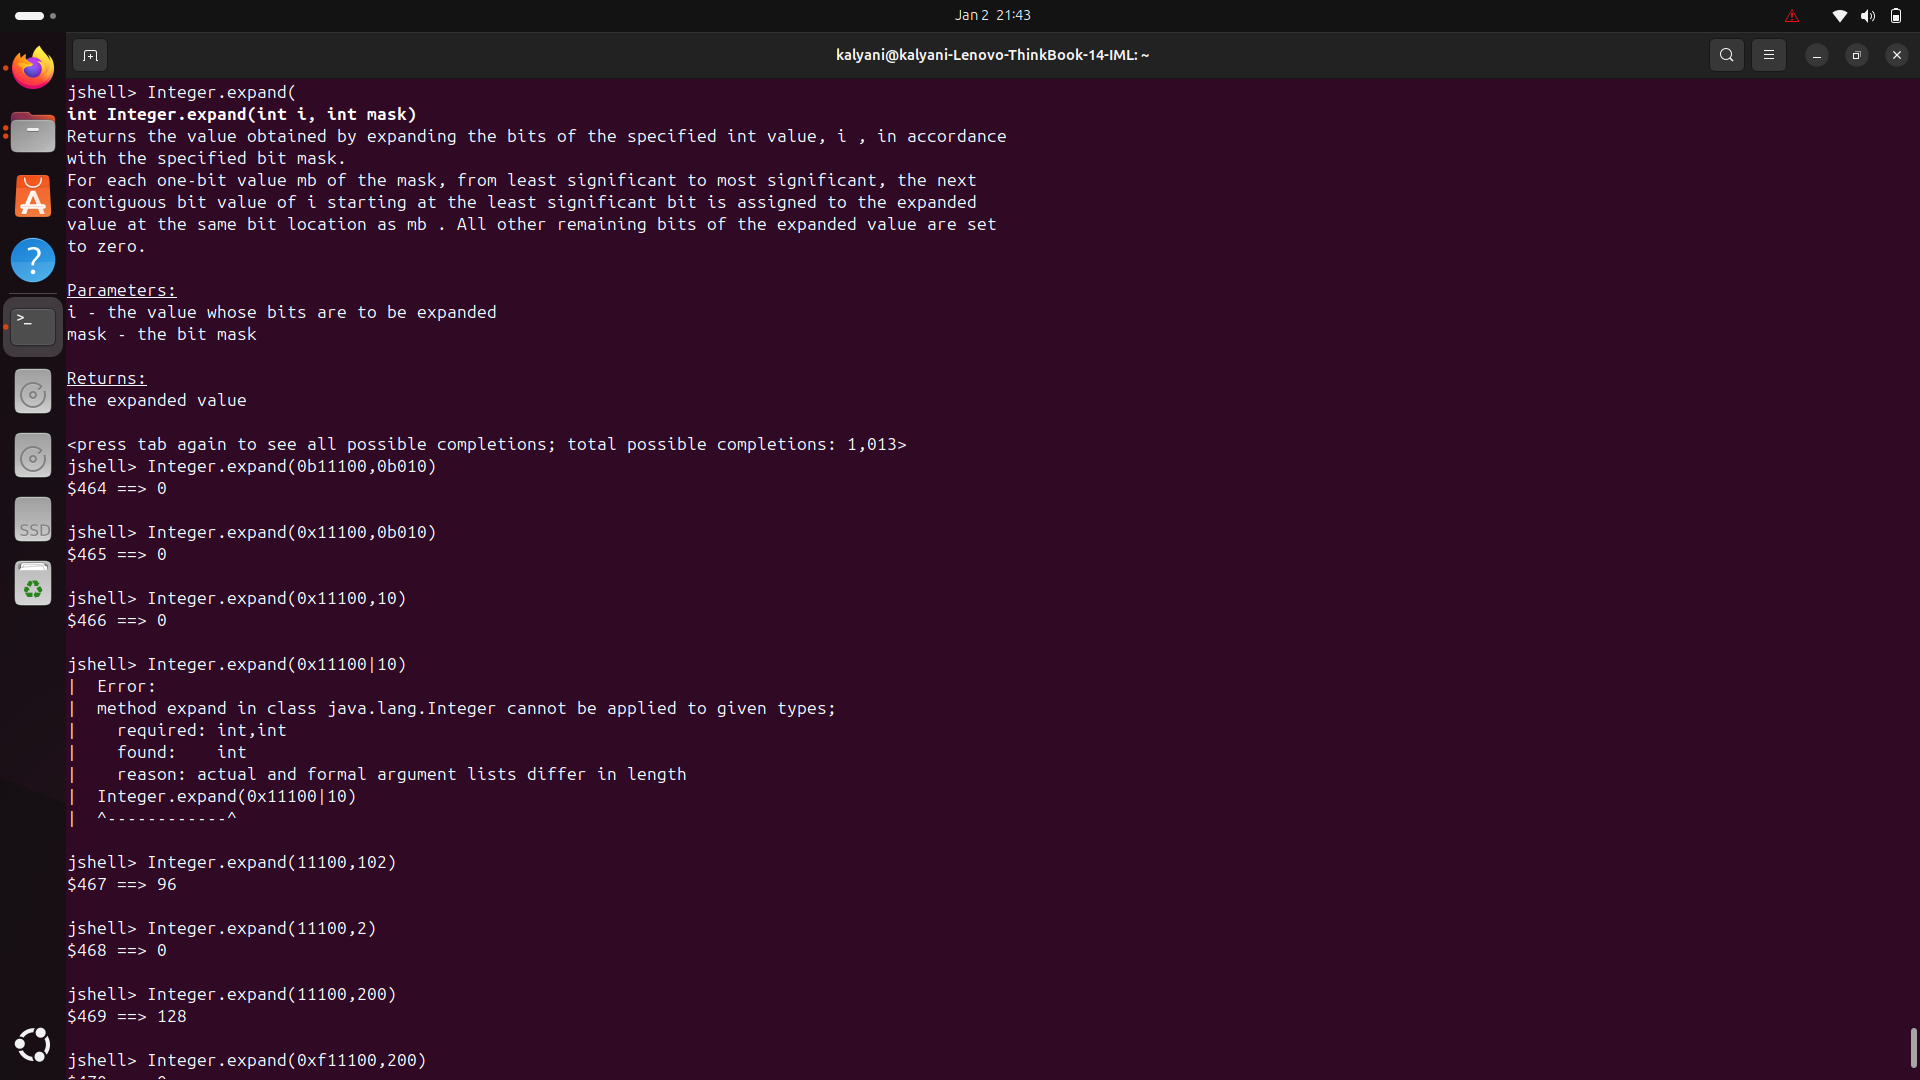 Jan 2 21:43
kalyani@kalyani-Lenovo-ThinkBook-14-IML: ~
jshell> Integer.expand(
int Integer.expand(int i, int mask)
Returns the value obtained by expanding the bits of the specified int value, i , in accordance
with the specified bit mask.
For each one-bit value mb of the mask, from least significant to most significant, the next
contiguous bit value of i starting at the least significant bit is assigned to the expanded
value at the same bit location as mb . All other remaining bits of the expanded value are set
to zero.
Parameters:
i - the value whose bits are to be expanded
mask - the bit mask
Returns:
the expanded value
<press tab again to see all possible completions; total possible completions: 1,013>
jshell> Integer.expand(0b11100,0b010)
$464 ==> 0
jshell> Integer.expand(0x11100,0b010)
$465 ==> 0
jshell> Integer.expand(0x11100,10)
$466 ==> 0
jshell> Integer.expand(0x11100|10)
|  Error:
|  method expand in class java.lang.Integer cannot be applied to given types;
|    required: int,int
|    found:    int
|    reason: actual and formal argument lists differ in length
|  Integer.expand(0x11100|10)
|  ^------------^
jshell> Integer.expand(11100,102)
$467 ==> 96
jshell> Integer.expand(11100,2)
$468 ==> 0
jshell> Integer.expand(11100,200)
$469 ==> 128
jshell> Integer.expand(0xf11100,200)
SSD